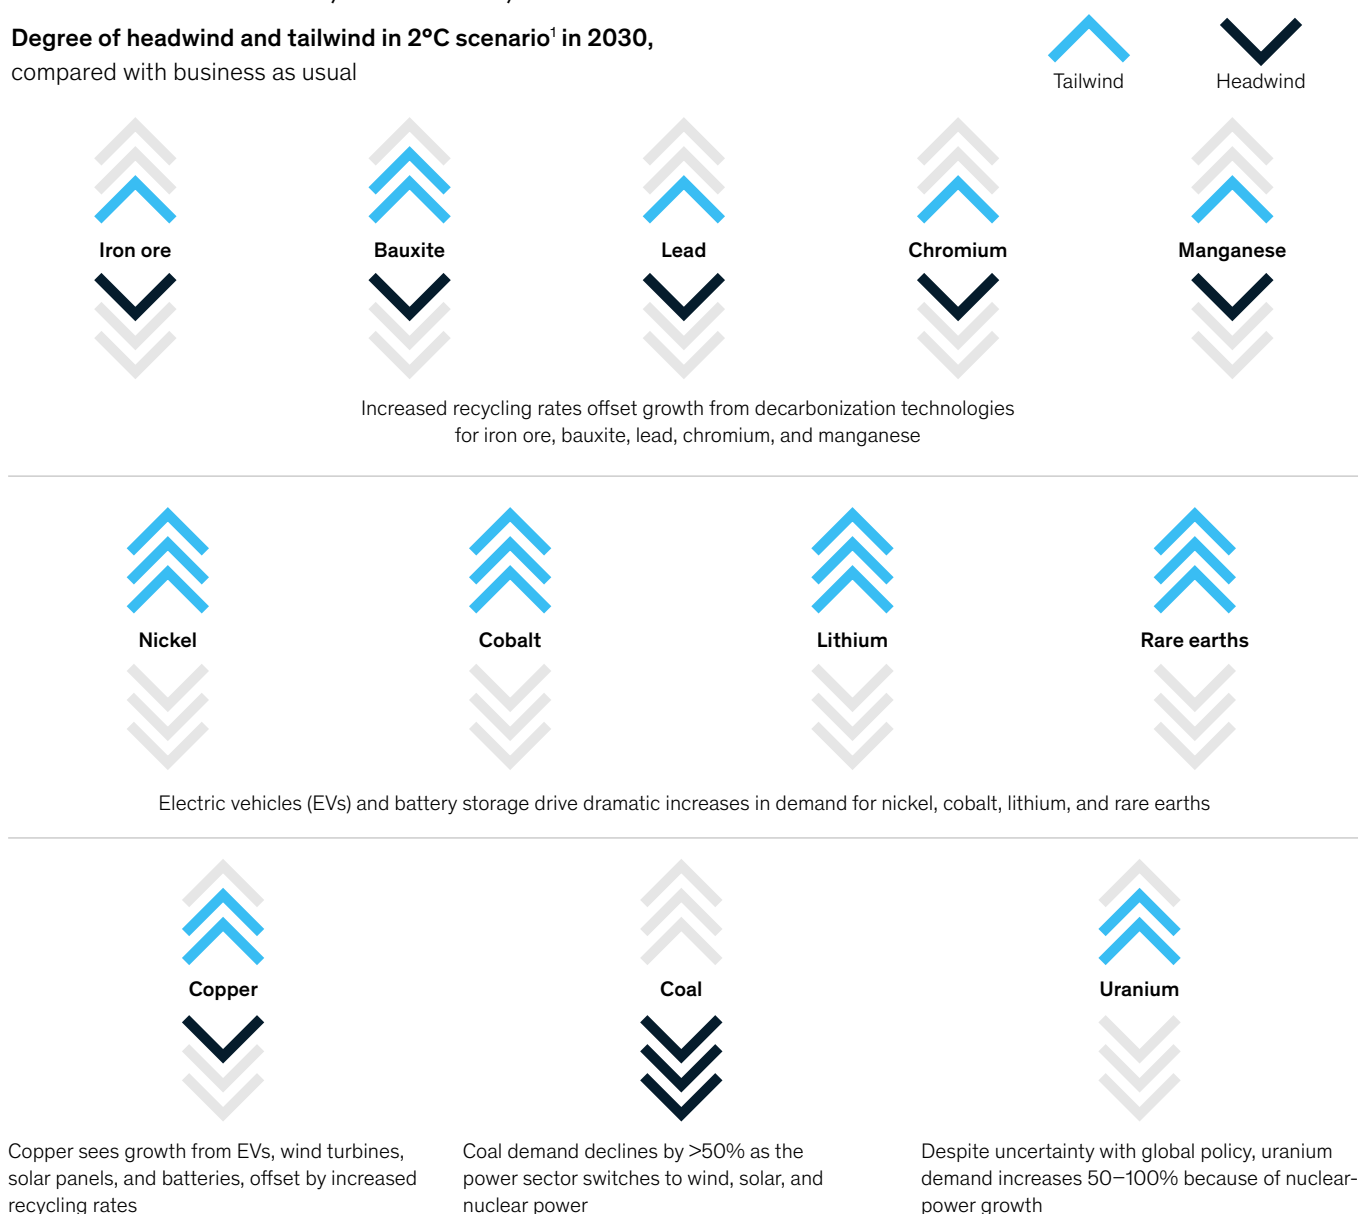 Degree of headwind and tailwind in 2°C scenario¹ in 2030,
compared with business as usual
Tailwind
Headwind
Iron ore
Bauxite
Lead
Chromium
Manganese
Increased recycling rates offset growth from decarbonization technologies
for iron ore, bauxite, lead, chromium, and manganese
Nickel
Cobalt
Lithium
Rare earths
Electric vehicles (EVs) and battery storage drive dramatic increases in demand for nickel, cobalt, lithium, and rare earths
Copper
Coal
Uranium
Copper sees growth from EVs, wind turbines,
solar panels, and batteries, offset by increased
recycling rates
Coal demand declines by >50% as the
power sector switches to wind, solar, and
nuclear power
Despite uncertainty with global policy, uranium
demand increases 50–100% because of nuclear-
power growth